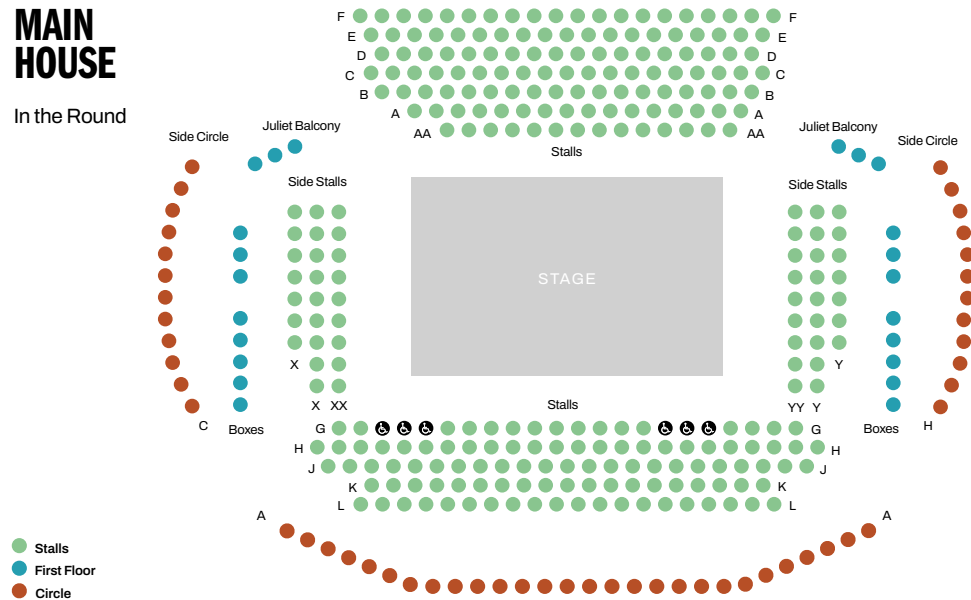 MAIN
HOUSE
In the Round
F F
E E
D D
C C
B B
A A
AA AA
Stalls
Side Circle Juliet Balcony Juliet Balcony Side Circle
Side Stalls Side Stalls
STAGE
X Y
X XX Stalls YY Y
C Boxes Boxes H
G G
H H
J J
K K
L L
A A
Stalls
First Floor
Circle